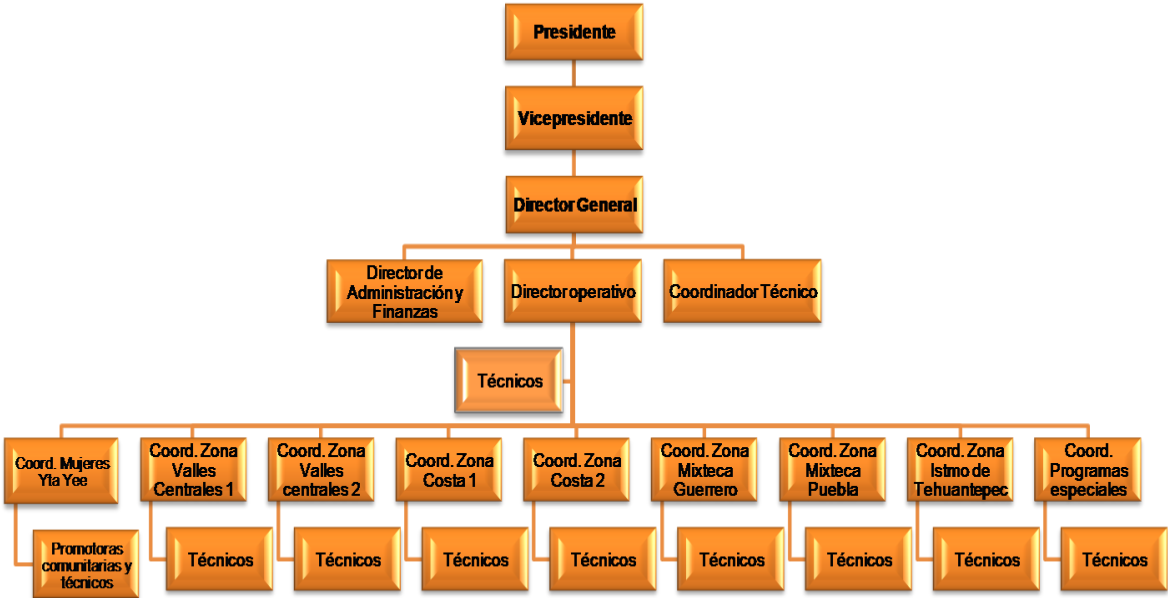 Presidente
Vicepresidente
Director General
Director de
Administración y
Finanzas
Director operativo
Coordinador Técnico
Técnicos
Coord. Mujeres
Yta Yee
Coord. Zona
Valles
Centrales 1
Coord. Zona
Valles
centrales 2
Coord. Zona
Costa 1
Coord. Zona
Costa 2
Coord. Zona
Mixteca
Guerrero
Coord. Zona
Mixteca
Puebla
Coord. Zona
Istmo de
Tehuantepec
Coord.
Programas
especiales
Promotoras
comunitarias y
técnicos
Técnicos
Técnicos
Técnicos
Técnicos
Técnicos
Técnicos
Técnicos
Técnicos